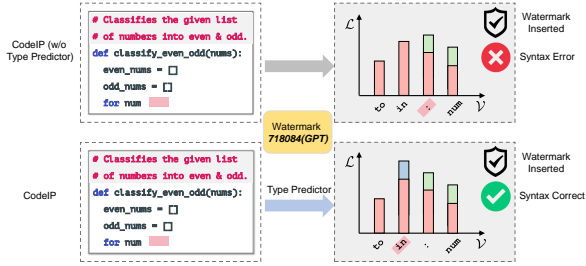 CodeIP (w/o
Type Predictor)
# Classifies the given list
# of numbers into even & odd.
def classify_even_odd(nums):
even_nums = []
odd_nums = []
for num
ℒ
to in : num 𝒱
Watermark
Inserted
Syntax Error
Watermark
718084(GPT)
CodeIP
# Classifies the given list
# of numbers into even & odd.
def classify_even_odd(nums):
even_nums = []
odd_nums = []
for num
Type Predictor
ℒ
to in : num 𝒱
Watermark
Inserted
Syntax Correct